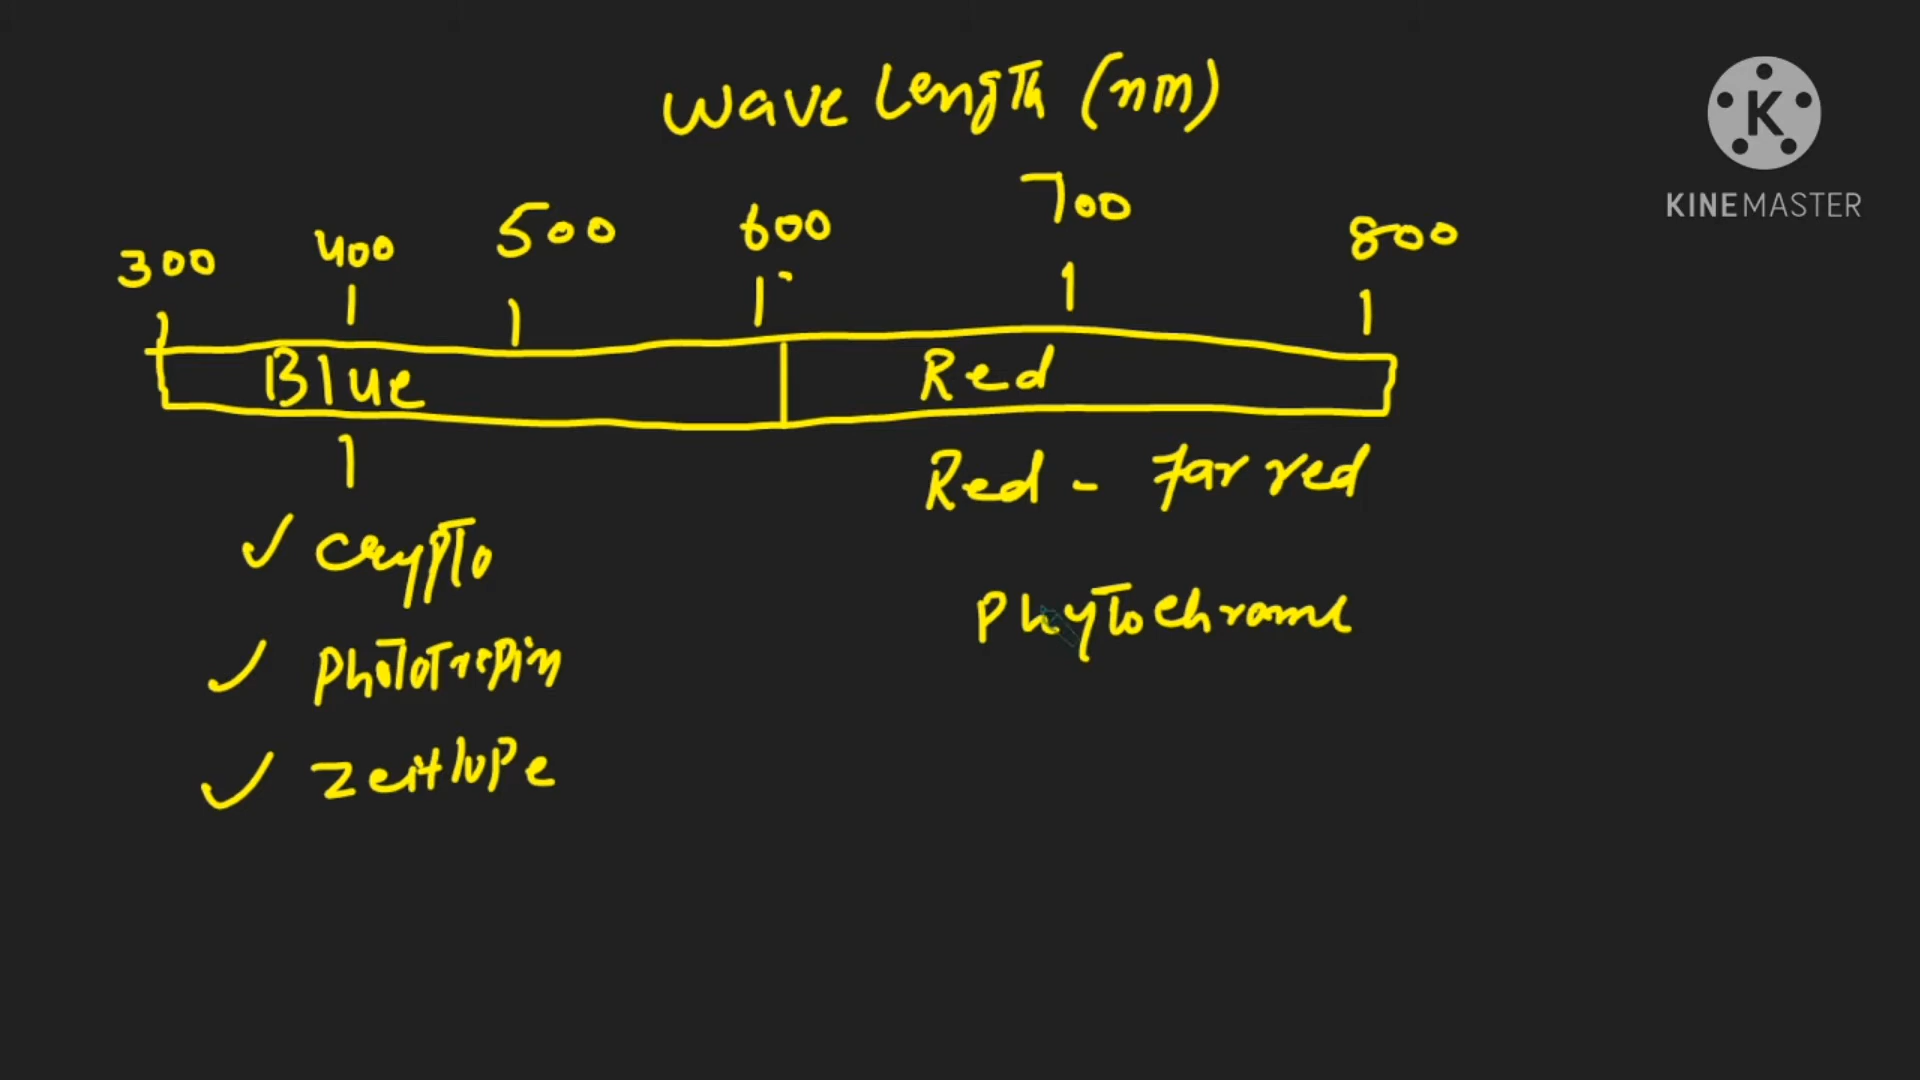 Wave Length (nm)
300 400 500 600 700 800
Blue Red
Red - Far red
Crypto
Phototropin
Zeitlupe
Phytochrome
K
KINEMASTER